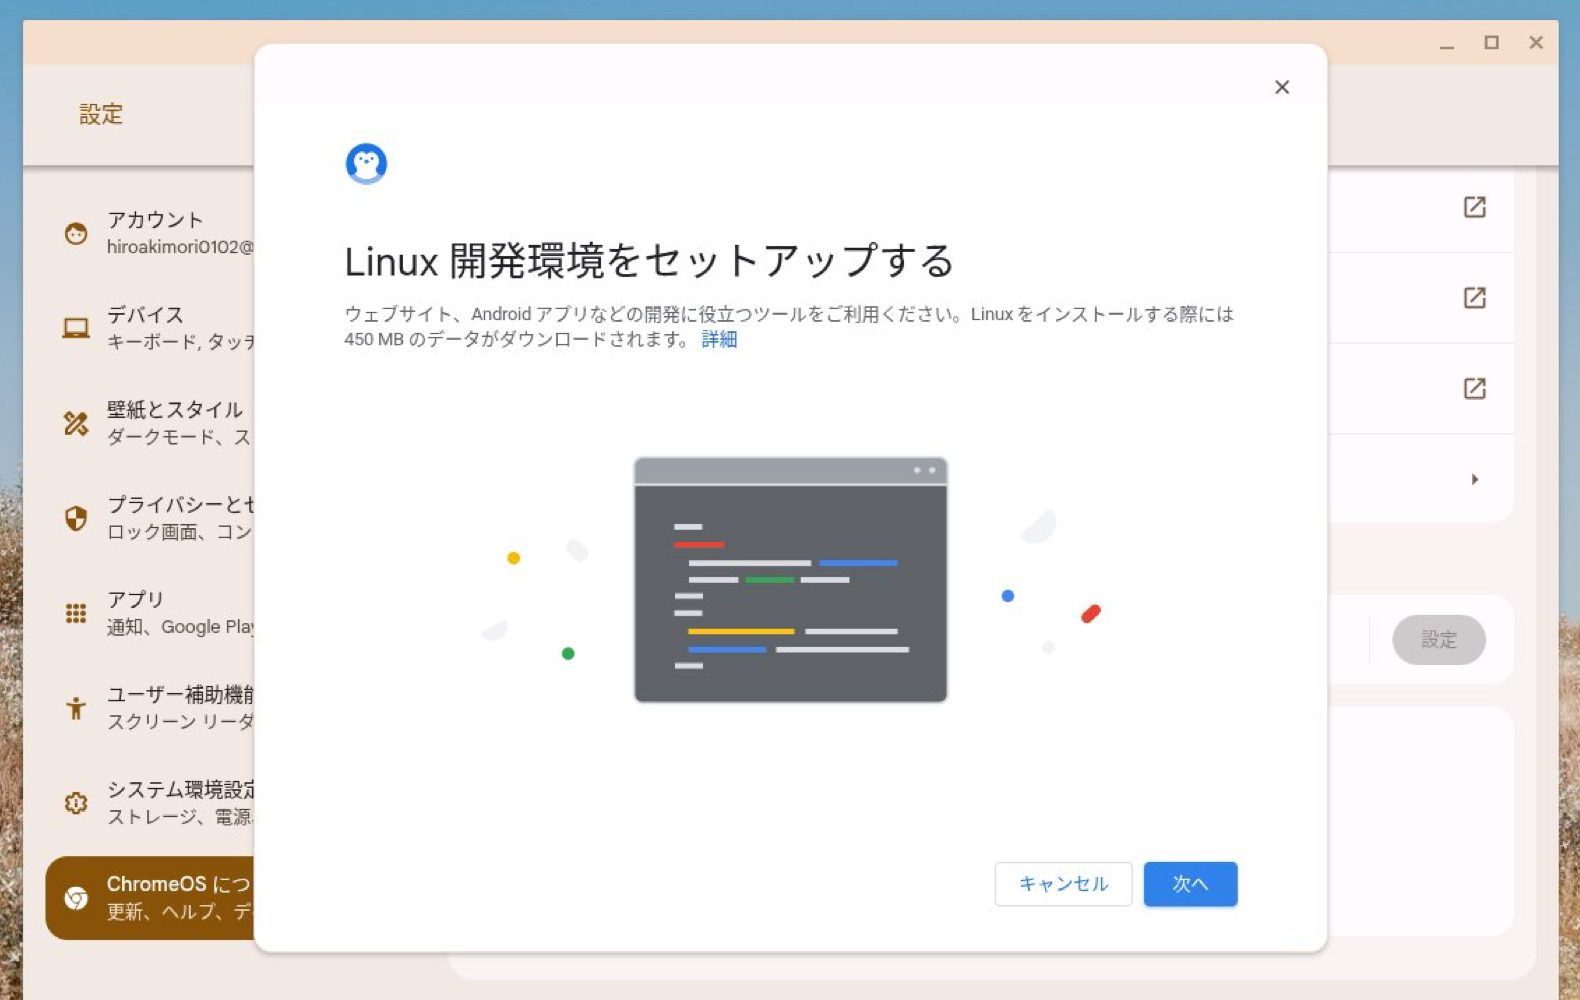 設定
アカウント
hiroakimori0102@
デバイス
キーボード, タッチ
壁紙とスタイル
ダークモード、ス
プライバシーとセ
ロック画面、コン
アプリ
通知、Google Play
ユーザー補助機能
スクリーン リーダ
システム環境設定
ストレージ、電源、
ChromeOS につ
更新、ヘルプ、デ
Linux 開発環境をセットアップする
ウェブサイト、Android アプリなどの開発に役立つツールをご利用ください。Linux をインストールする際には
450 MB のデータがダウンロードされます。 詳細
キャンセル
次へ
設定